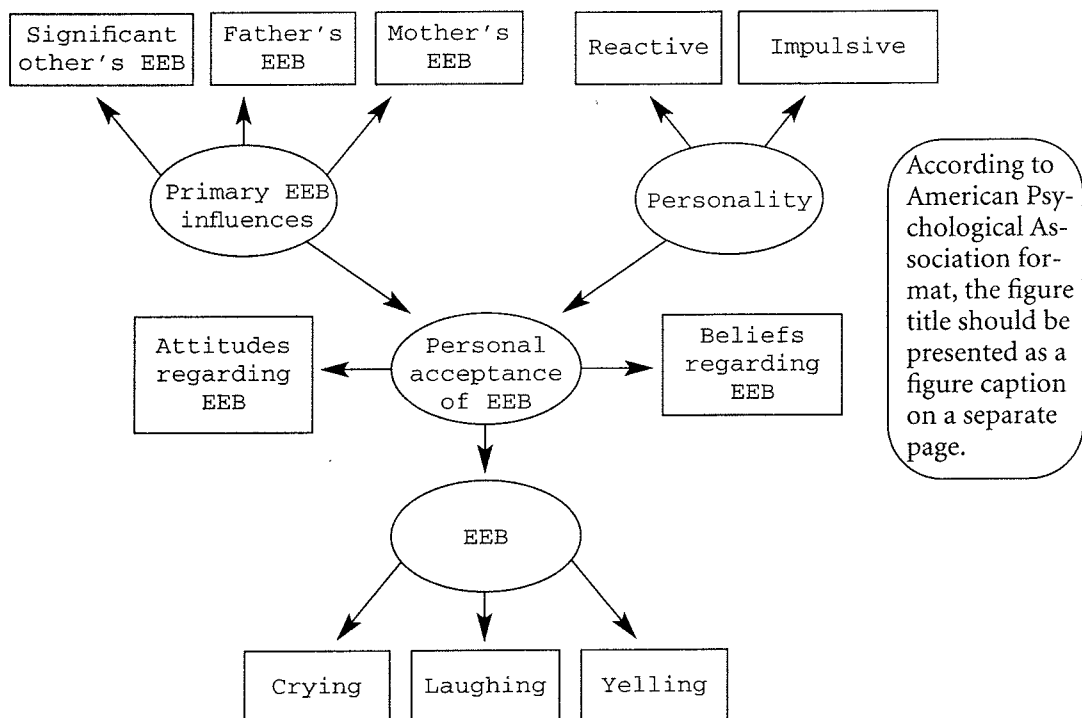 Significant
other's EEB
Father's
EEB
Mother's
EEB
Reactive
Impulsive
Primary EEB
influences
Personality
According to
American Psy-
chological As-
sociation for-
mat, the figure
title should be
presented as a
figure caption
on a separate
page.
Attitudes
regarding
EEB
Personal
acceptance
of EEB
Beliefs
regarding
EEB
EEB
Crying
Laughing
Yelling